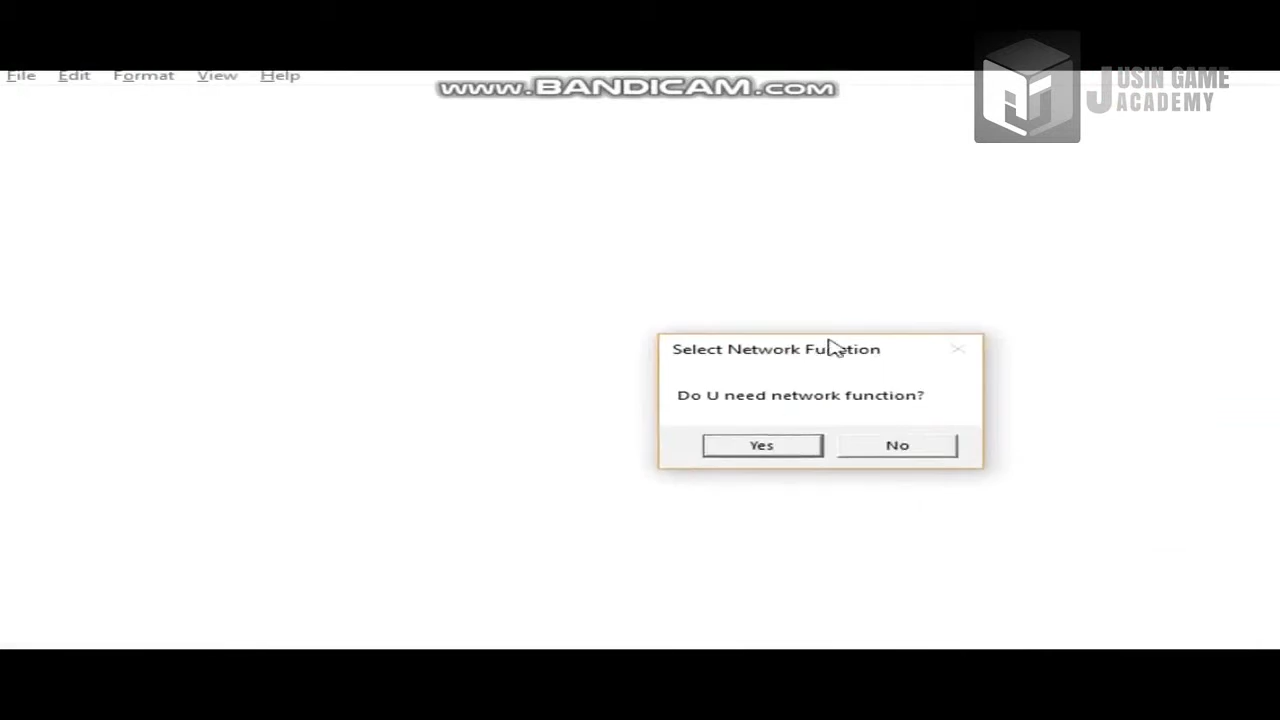 File Edit Format View Help
www.BANDICAM.com
JUSIN GAME
ACADEMY
Select Network Function
Do U need network function?
Yes No